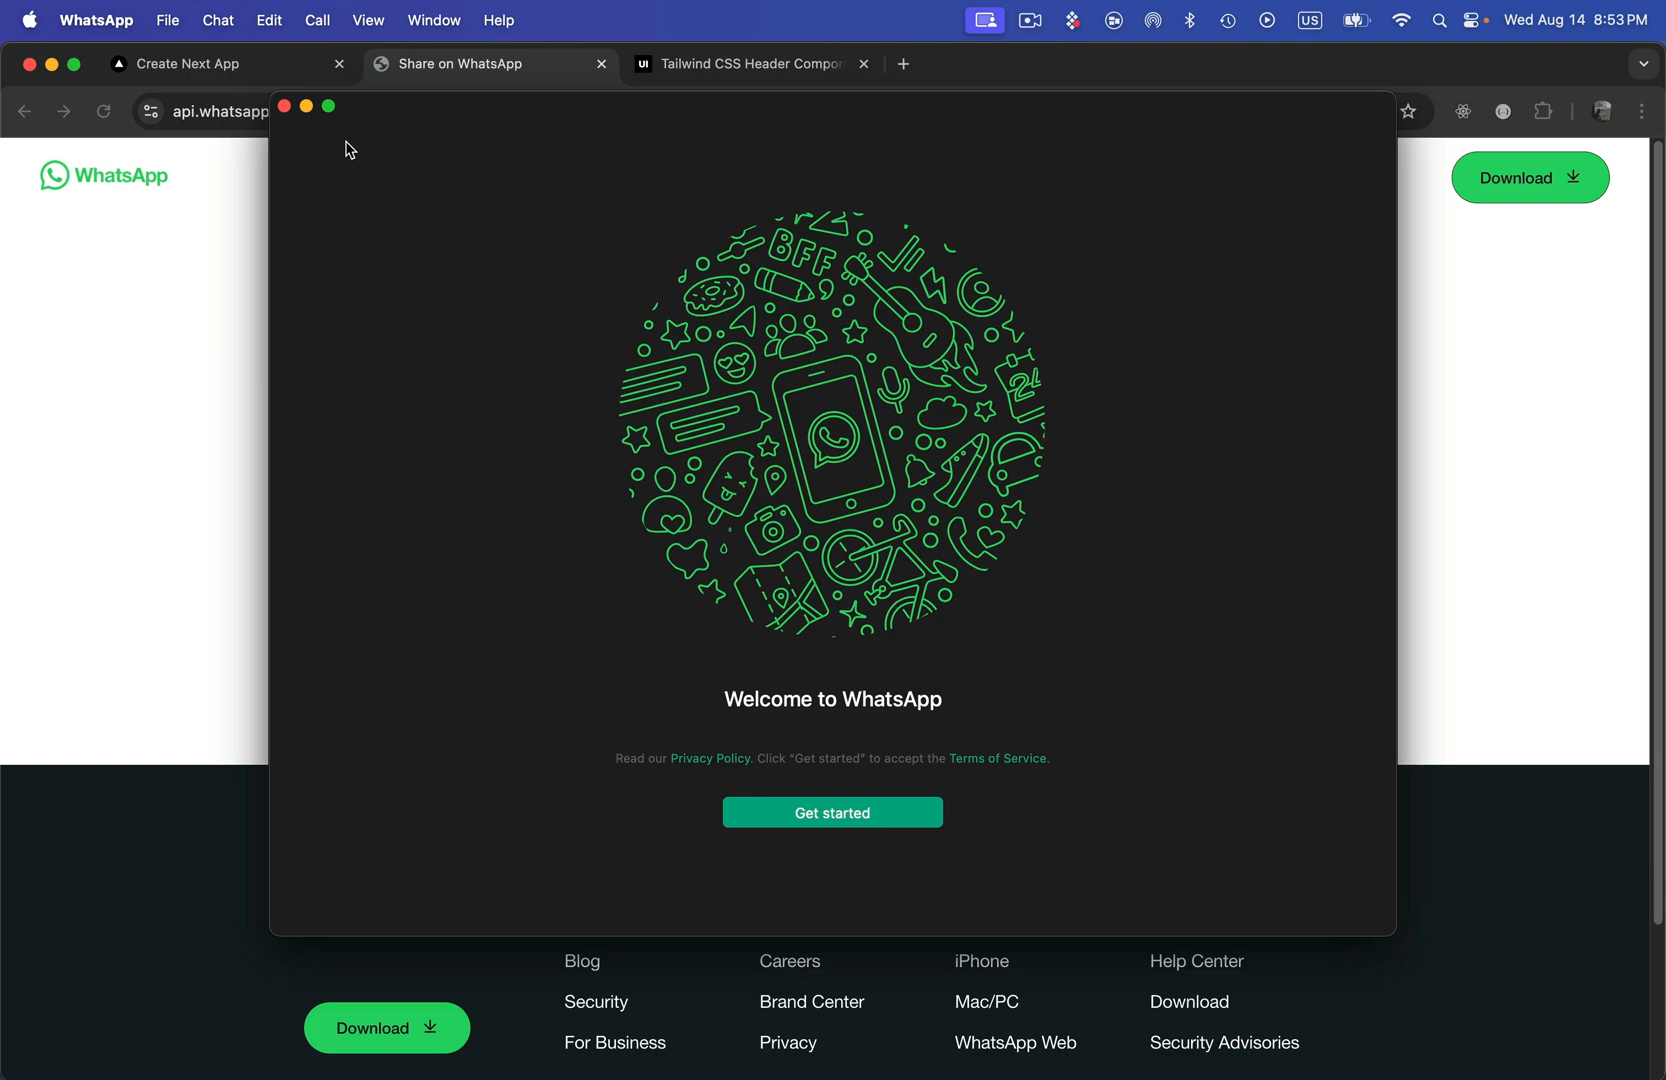 WhatsApp File Chat Edit Call View Window Help US Wed Aug 14 8:53 PM
Create Next App Share on WhatsApp UI Tailwind CSS Header Compon
api.whatsapp
WhatsApp
Download
BFF
24
Welcome to WhatsApp
Read our Privacy Policy. Click "Get started" to accept the Terms of Service.
Get started
Blog Careers iPhone Help Center
Security Brand Center Mac/PC Download
Download
For Business Privacy WhatsApp Web Security Advisories